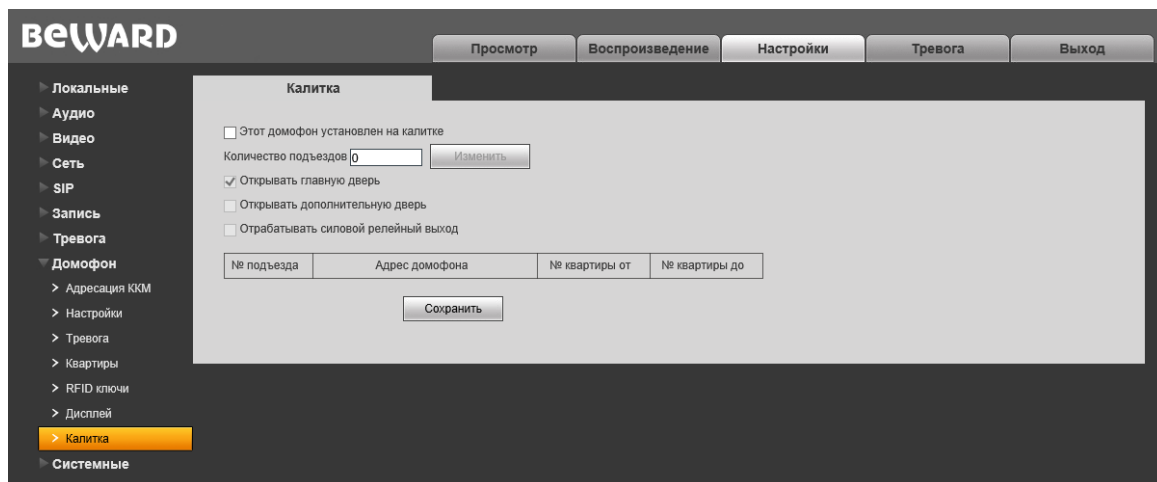 BEWARD
Просмотр
Воспроизведение
Настройки
Тревога
Выход
Локальные
Аудио
Видео
Сеть
SIP
Запись
Тревога
Домофон
Адресация ККМ
Настройки
Тревога
Квартиры
RFID ключи
Дисплей
Калитка
Системные
Калитка
Этот домофон установлен на калитке
Количество подъездов 0 Изменить
Открывать главную дверь
Открывать дополнительную дверь
Отрабатывать силовой релейный выход
№ подъезда Адрес домофона № квартиры от № квартиры до
Сохранить